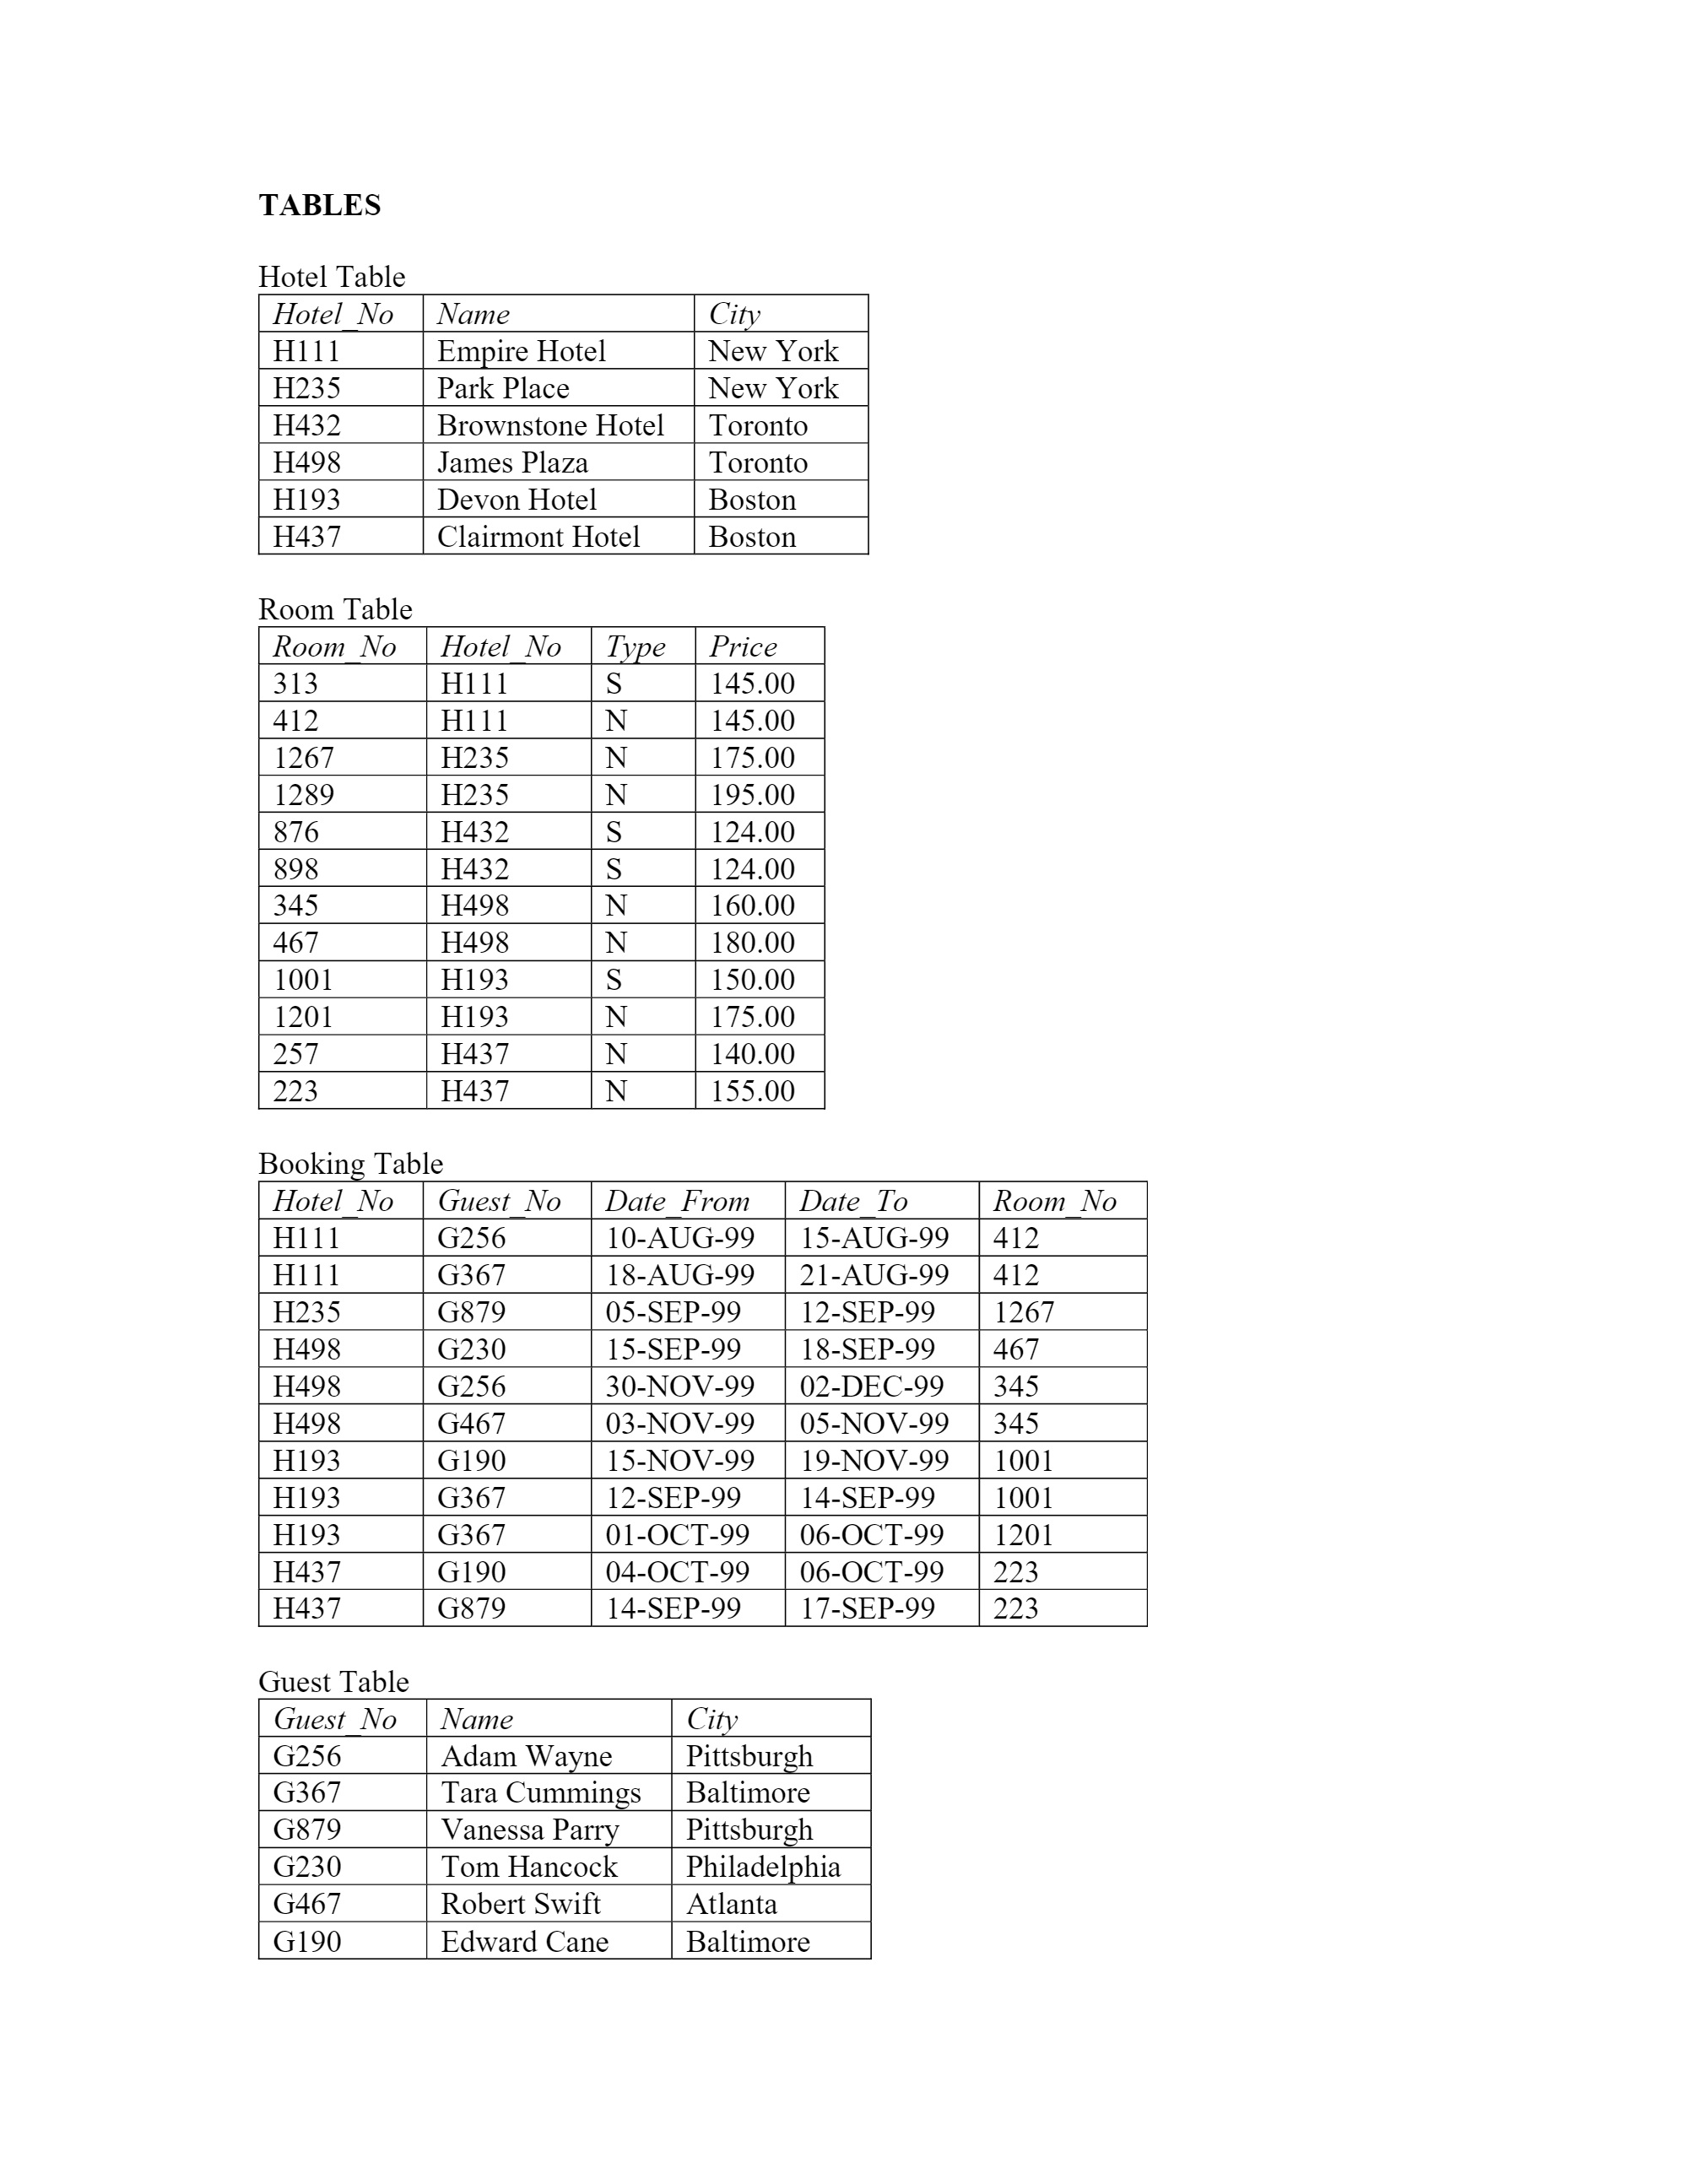 TABLES
Hotel Table
Hotel_No Name City
H111 Empire Hotel New York
H235 Park Place New York
H432 Brownstone Hotel Toronto
H498 James Plaza Toronto
H193 Devon Hotel Boston
H437 Clairmont Hotel Boston
Room Table
Room_No Hotel_No Type Price
313 H111 S 145.00
412 H111 N 145.00
1267 H235 N 175.00
1289 H235 N 195.00
876 H432 S 124.00
898 H432 S 124.00
345 H498 N 160.00
467 H498 N 180.00
1001 H193 S 150.00
1201 H193 N 175.00
257 H437 N 140.00
223 H437 N 155.00
Booking Table
Hotel_No Guest_No Date_From Date_To Room_No
H111 G256 10-AUG-99 15-AUG-99 412
H111 G367 18-AUG-99 21-AUG-99 412
H235 G879 05-SEP-99 12-SEP-99 1267
H498 G230 15-SEP-99 18-SEP-99 467
H498 G256 30-NOV-99 02-DEC-99 345
H498 G467 03-NOV-99 05-NOV-99 345
H193 G190 15-NOV-99 19-NOV-99 1001
H193 G367 12-SEP-99 14-SEP-99 1001
H193 G367 01-OCT-99 06-OCT-99 1201
H437 G190 04-OCT-99 06-OCT-99 223
H437 G879 14-SEP-99 17-SEP-99 223
Guest Table
Guest_No Name City
G256 Adam Wayne Pittsburgh
G367 Tara Cummings Baltimore
G879 Vanessa Parry Pittsburgh
G230 Tom Hancock Philadelphia
G467 Robert Swift Atlanta
G190 Edward Cane Baltimore